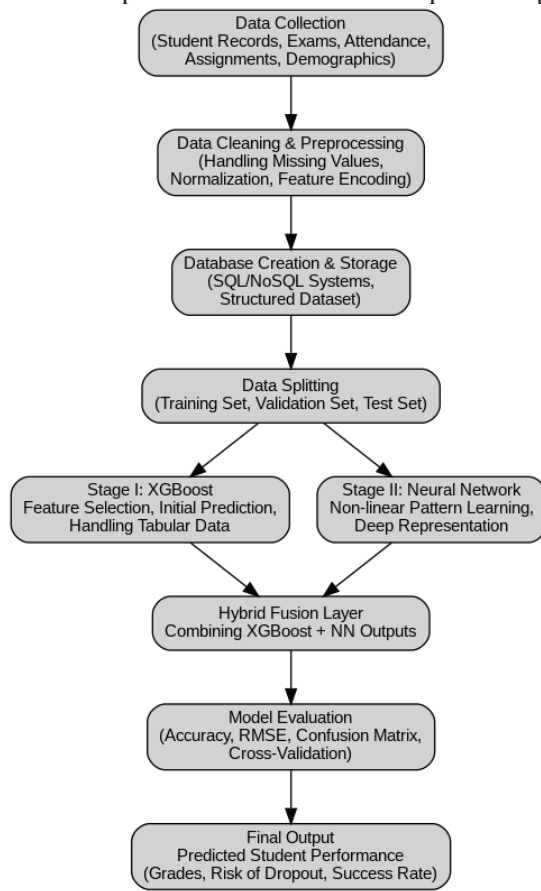 Data Collection
(Student Records, Exams, Attendance,
Assignments, Demographics)
Data Cleaning & Preprocessing
(Handling Missing Values,
Normalization, Feature Encoding)
Database Creation & Storage
(SQL/NoSQL Systems,
Structured Dataset)
Data Splitting
(Training Set, Validation Set, Test Set)
Stage I: XGBoost
Feature Selection, Initial Prediction,
Handling Tabular Data
Stage II: Neural Network
Non-linear Pattern Learning,
Deep Representation
Hybrid Fusion Layer
Combining XGBoost + NN Outputs
Model Evaluation
(Accuracy, RMSE, Confusion Matrix,
Cross-Validation)
Final Output
Predicted Student Performance
(Grades, Risk of Dropout, Success Rate)